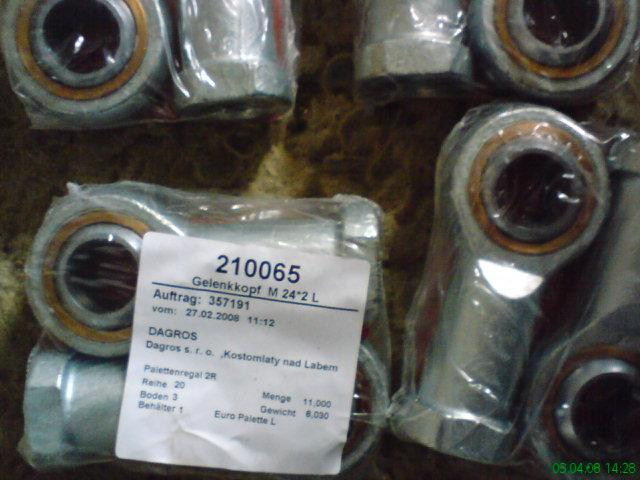 210065
Gelenkkopf M 24*2 L
Auftrag: 357191
vom: 27.02.2008 11:12
DAGROS
Dagros s. r. o. ,Kostomlaty nad Labem
Palettenregal 2R
Reihe 20 Menge 11,000
Boden 3 Gewicht 6,030
Behälter 1 Euro Palette L
03.04.08 14:28